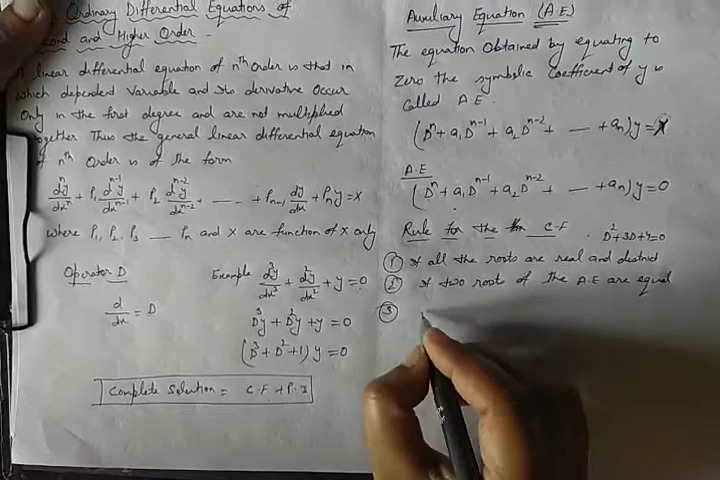 Ordinary Differential Equations of
and Higher Order.
linear differential equation of nth order is that in
which dependent variable and its derivative occur
Only in the first degree and are not multiplied
together Thus the general linear differential equation
of nth Order is of the form
dⁿy/dxⁿ + P₁ dⁿ⁻¹y/dxⁿ⁻¹ + P₂ dⁿ⁻²y/dxⁿ⁻² + --- + Pₙ₋₁ dy/dx + Pₙy = X
where P₁, P₂, P₃ --- Pₙ and X are function of x only
Operator D
d/dx = D
Example d³y/dx³ + d²y/dx² + y = 0
D³y + D²y + y = 0
(D³ + D² + 1) y = 0
Complete Solution = C.F + P.I
Auxiliary Equation (A.E)
The equation Obtained by equating to
zero the symbolic Coefficient of y is
Called A.E.
(Dⁿ + a₁Dⁿ⁻¹ + a₂Dⁿ⁻² + --- + aₙ)y = X
A.E
(Dⁿ + a₁Dⁿ⁻¹ + a₂Dⁿ⁻² + --- + aₙ)y = 0
Rule for the C.F
D²+3D+4=0
① If all the roots are real and distinct
② If two roots of the A.E are equal
③